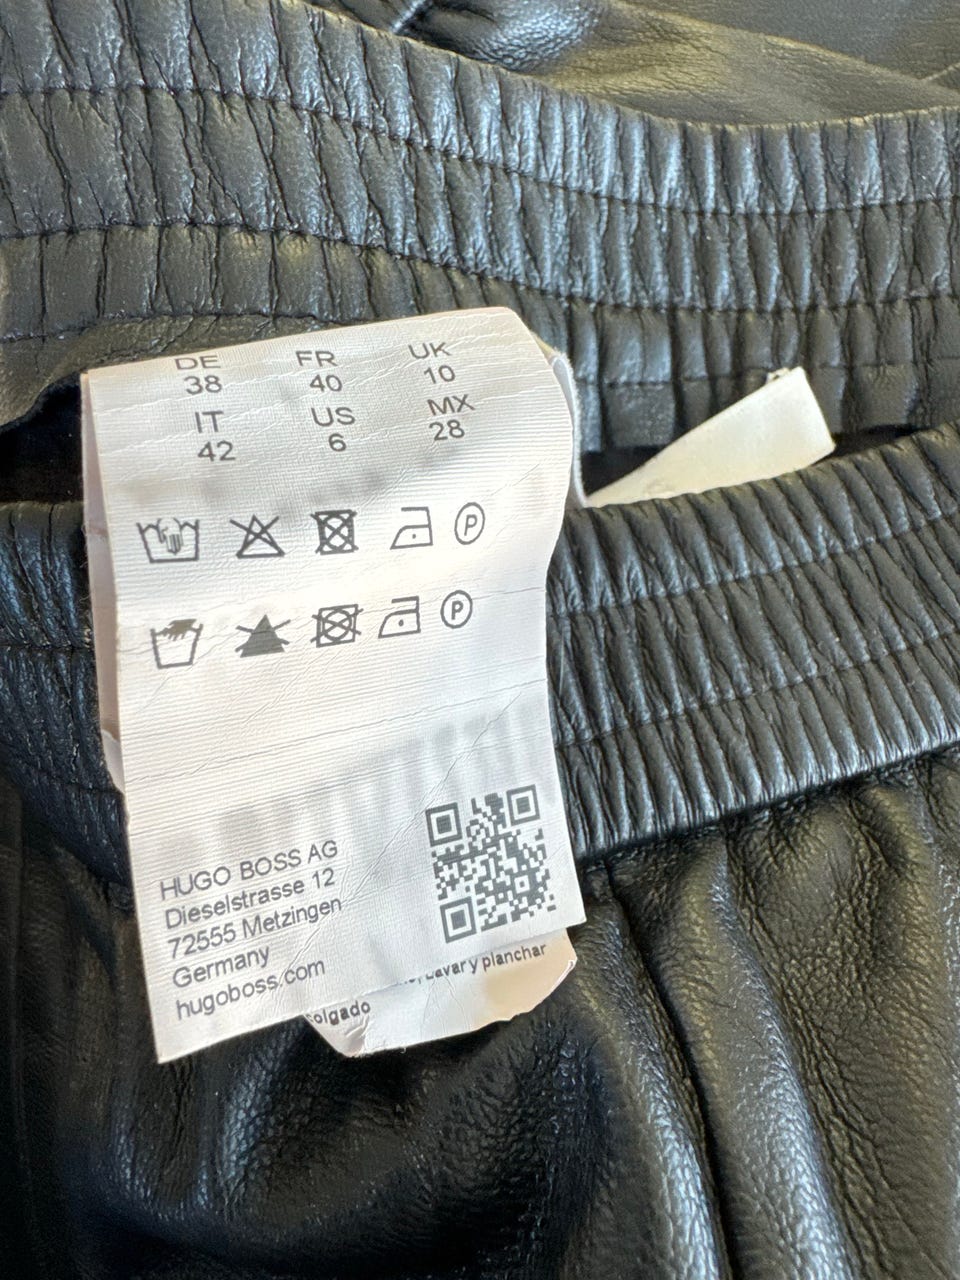 DE FR UK
38 40 10
IT US MX
42 6 28
P
P
HUGO BOSS AG
Dieselstrasse 12
72555 Metzingen
Germany
hugoboss.com
Lavar y planchar